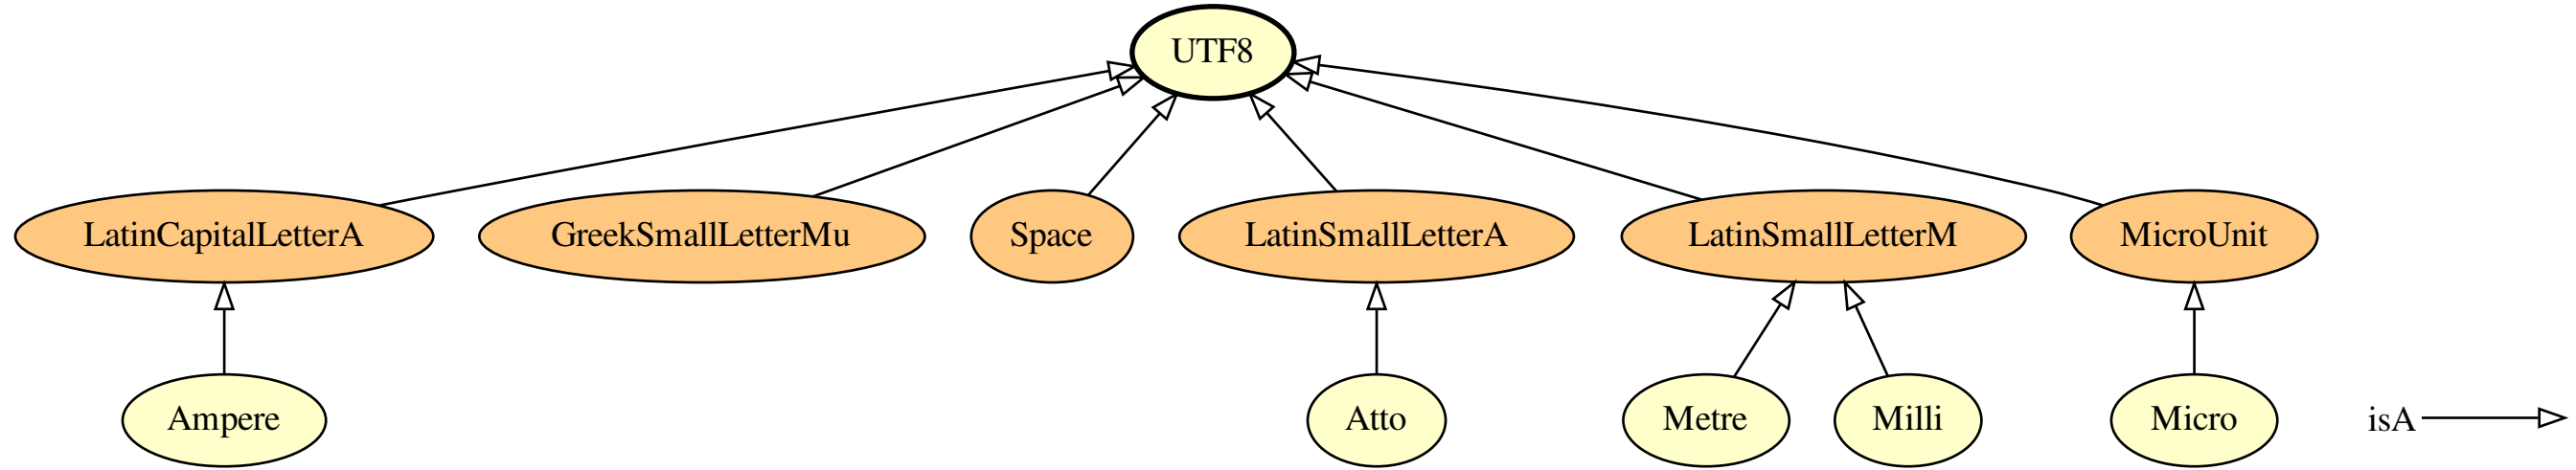 UTF8
LatinCapitalLetterA
GreekSmallLetterMu
Space
LatinSmallLetterA
LatinSmallLetterM
MicroUnit
Ampere
Atto
Metre
Milli
Micro
isA